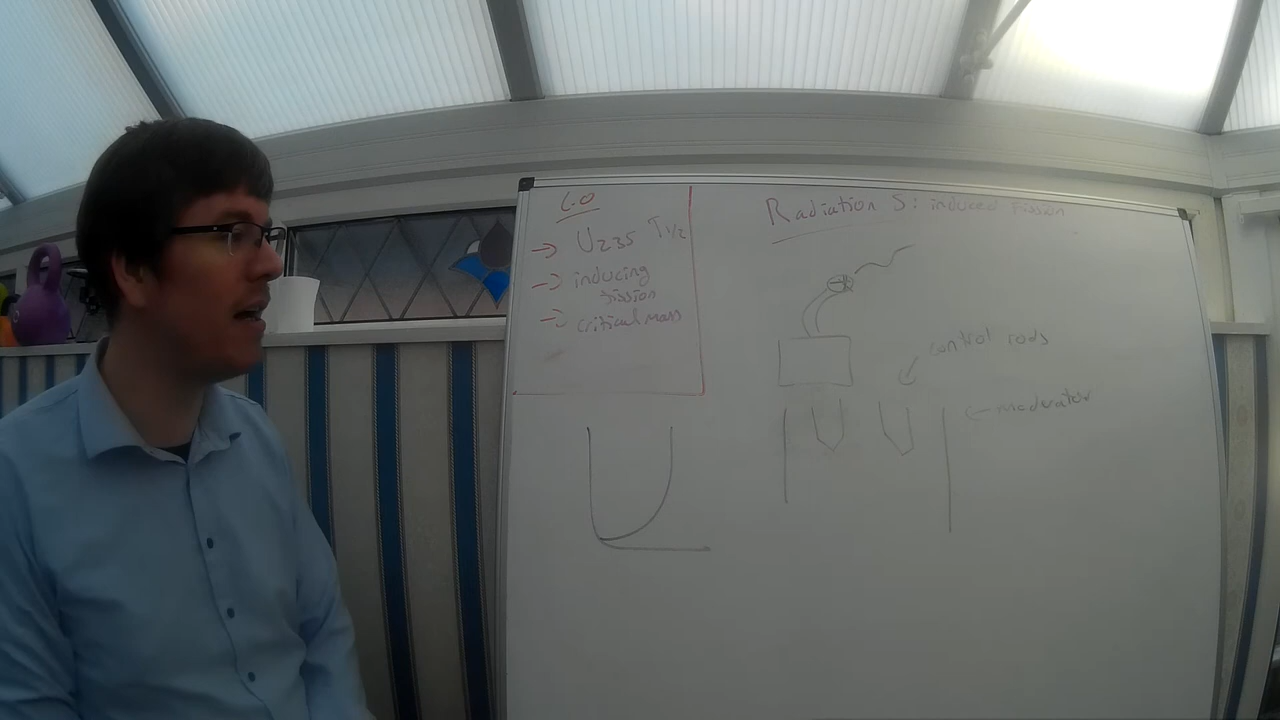 L.O
→ U235 T1/2
→ inducing
fission
→ critical mass
Radiation 5: induced fission
control rods
← moderator